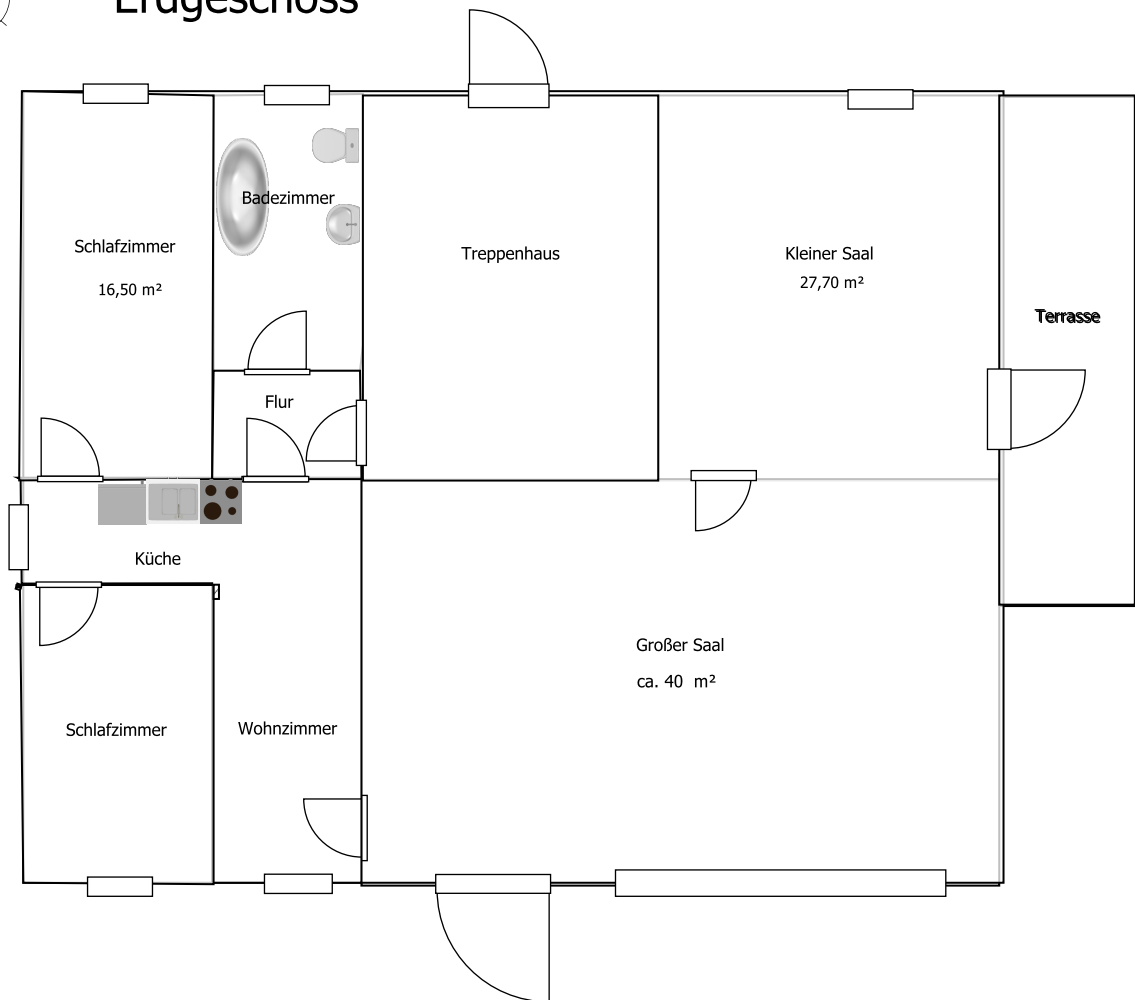 Erdgeschoss
Badezimmer
Schlafzimmer
16,50 m²
Treppenhaus
Kleiner Saal
27,70 m²
Terrasse
Flur
Küche
Großer Saal
ca. 40 m²
Schlafzimmer
Wohnzimmer